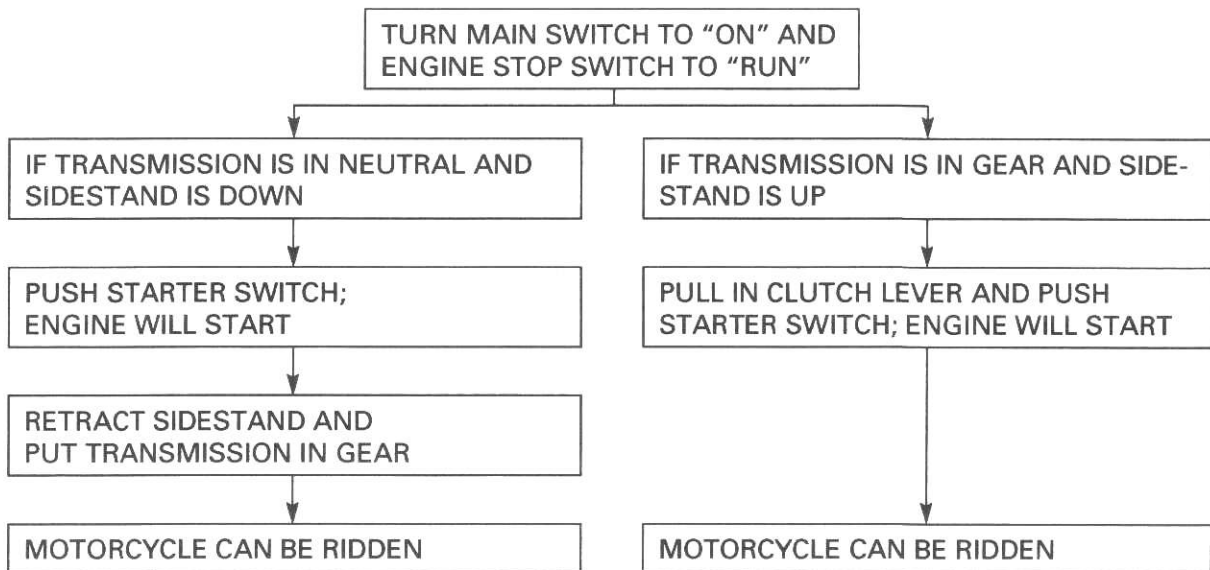 TURN MAIN SWITCH TO “ON” AND
ENGINE STOP SWITCH TO “RUN”
IF TRANSMISSION IS IN NEUTRAL AND
SIDESTAND IS DOWN
PUSH STARTER SWITCH;
ENGINE WILL START
RETRACT SIDESTAND AND
PUT TRANSMISSION IN GEAR
MOTORCYCLE CAN BE RIDDEN
IF TRANSMISSION IS IN GEAR AND SIDE-
STAND IS UP
PULL IN CLUTCH LEVER AND PUSH
STARTER SWITCH; ENGINE WILL START
MOTORCYCLE CAN BE RIDDEN